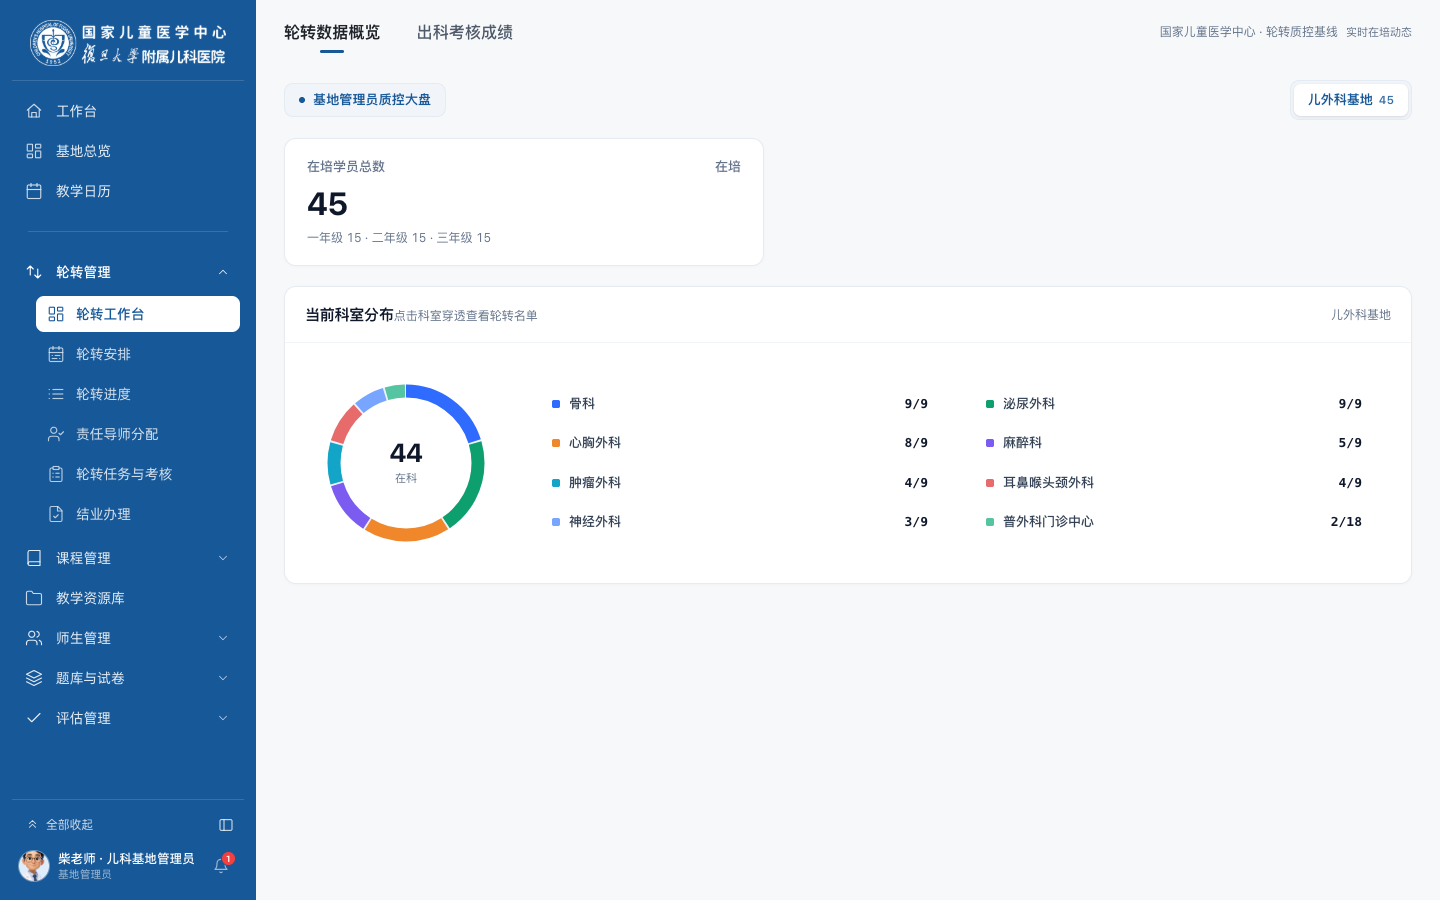 国家儿童医学中心
復旦大学附属儿科医院
1952
工作台
基地总览
教学日历
轮转管理
轮转工作台
轮转安排
轮转进度
责任导师分配
轮转任务与考核
结业办理
课程管理
教学资源库
师生管理
题库与试卷
评估管理
全部收起
柴老师 · 儿科基地管理员
基地管理员
1
轮转数据概览
出科考核成绩
国家儿童医学中心 · 轮转质控基线 实时在培动态
基地管理员质控大盘
儿外科基地 45
在培学员总数
在培
45
一年级 15 · 二年级 15 · 三年级 15
当前科室分布点击科室穿透查看轮转名单
儿外科基地
44
在科
骨科 9/9
泌尿外科 9/9
心胸外科 8/9
麻醉科 5/9
肿瘤外科 4/9
耳鼻喉头颈外科 4/9
神经外科 3/9
普外科门诊中心 2/18